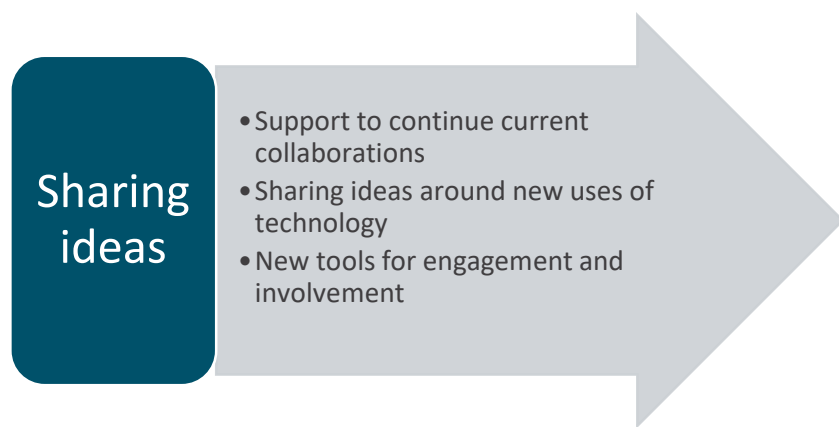 Sharing
ideas
•Support to continue current
collaborations
•Sharing ideas around new uses of
technology
•New tools for engagement and
involvement